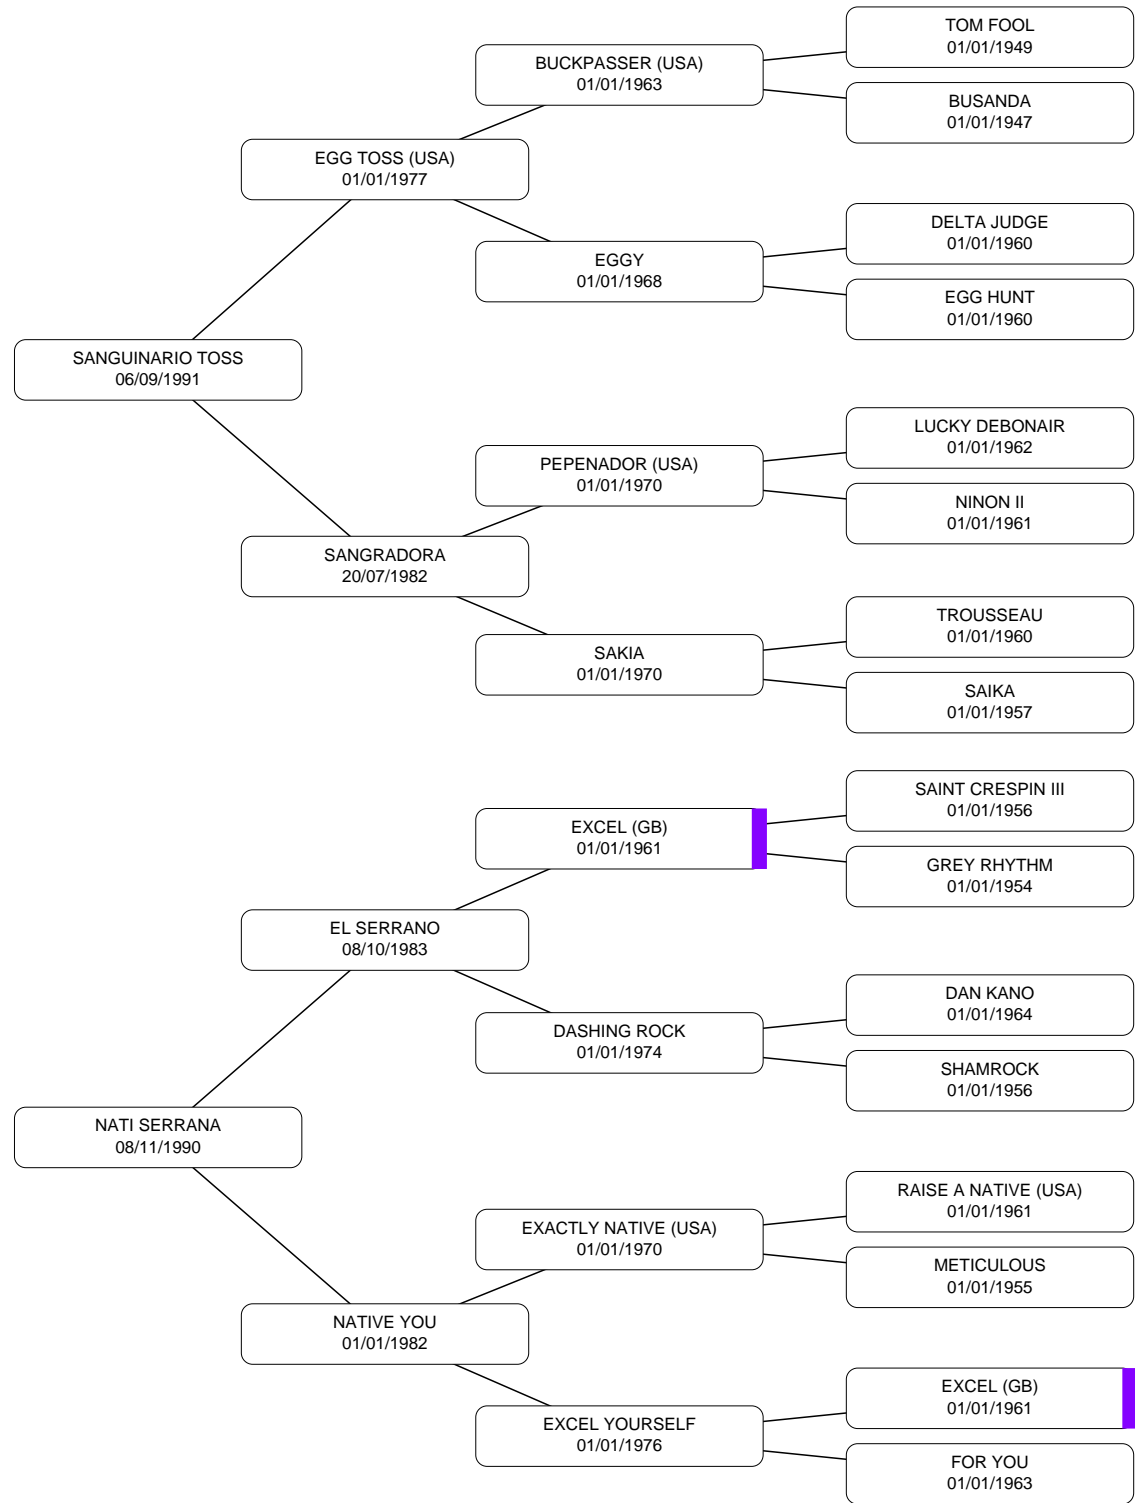 TOM FOOL
01/01/1949
BUCKPASSER (USA)
01/01/1963
BUSANDA
01/01/1947
EGG TOSS (USA)
01/01/1977
DELTA JUDGE
01/01/1960
EGGY
01/01/1968
EGG HUNT
01/01/1960
SANGUINARIO TOSS
06/09/1991
LUCKY DEBONAIR
01/01/1962
PEPENADOR (USA)
01/01/1970
NINON II
01/01/1961
SANGRADORA
20/07/1982
TROUSSEAU
01/01/1960
SAKIA
01/01/1970
SAIKA
01/01/1957
SAINT CRESPIN III
01/01/1956
EXCEL (GB)
01/01/1961
GREY RHYTHM
01/01/1954
EL SERRANO
08/10/1983
DAN KANO
01/01/1964
DASHING ROCK
01/01/1974
SHAMROCK
01/01/1956
NATI SERRANA
08/11/1990
RAISE A NATIVE (USA)
01/01/1961
EXACTLY NATIVE (USA)
01/01/1970
METICULOUS
01/01/1955
NATIVE YOU
01/01/1982
EXCEL (GB)
01/01/1961
EXCEL YOURSELF
01/01/1976
FOR YOU
01/01/1963